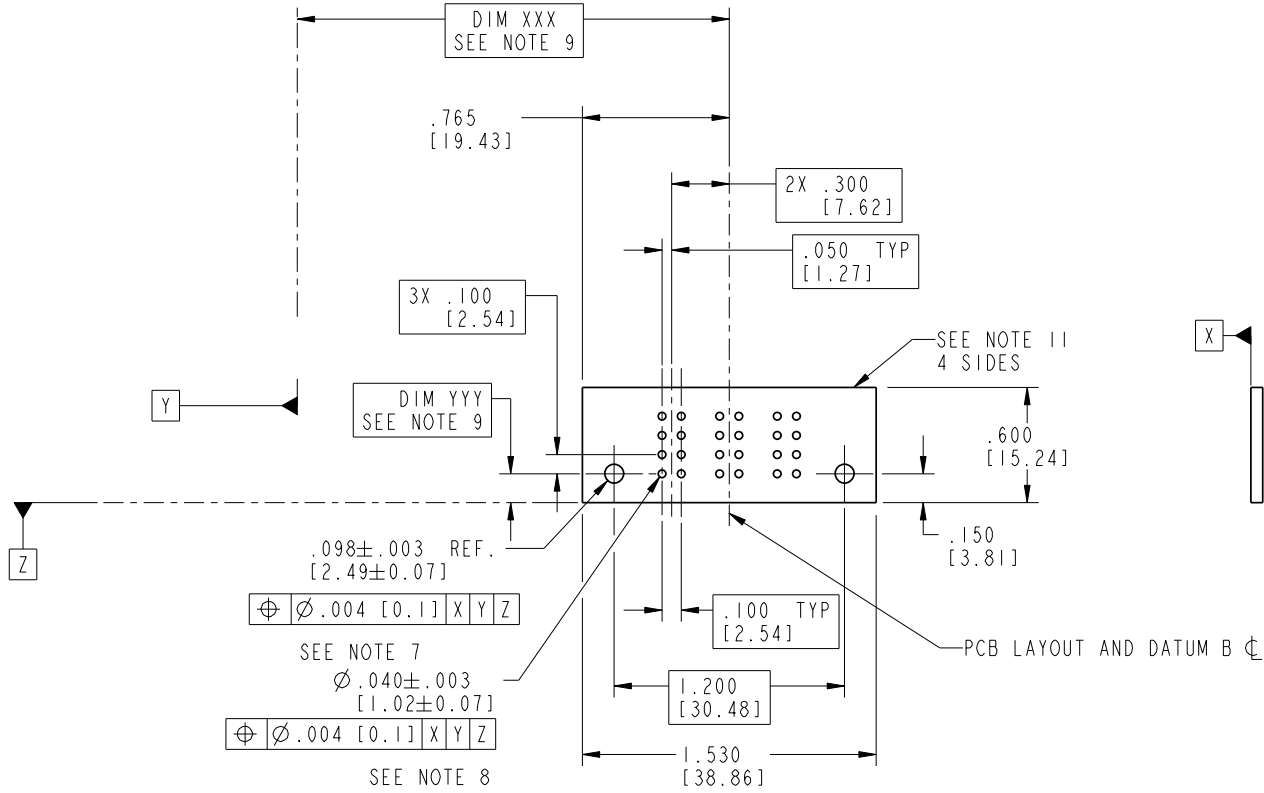 DIM XXX
SEE NOTE 9
.765
[19.43]
2X .300
[7.62]
.050 TYP
[1.27]
3X .100
[2.54]
SEE NOTE 11
4 SIDES
X
Y
DIM YYY
SEE NOTE 9
.600
[15.24]
Z
.098±.003 REF.
[2.49±0.07]
⌖ Ø.004 [0.1] X Y Z
SEE NOTE 7
.150
[3.81]
.100 TYP
[2.54]
PCB LAYOUT AND DATUM B ℄
Ø.040±.003
[1.02±0.07]
⌖ Ø.004 [0.1] X Y Z
SEE NOTE 8
1.200
[30.48]
1.530
[38.86]